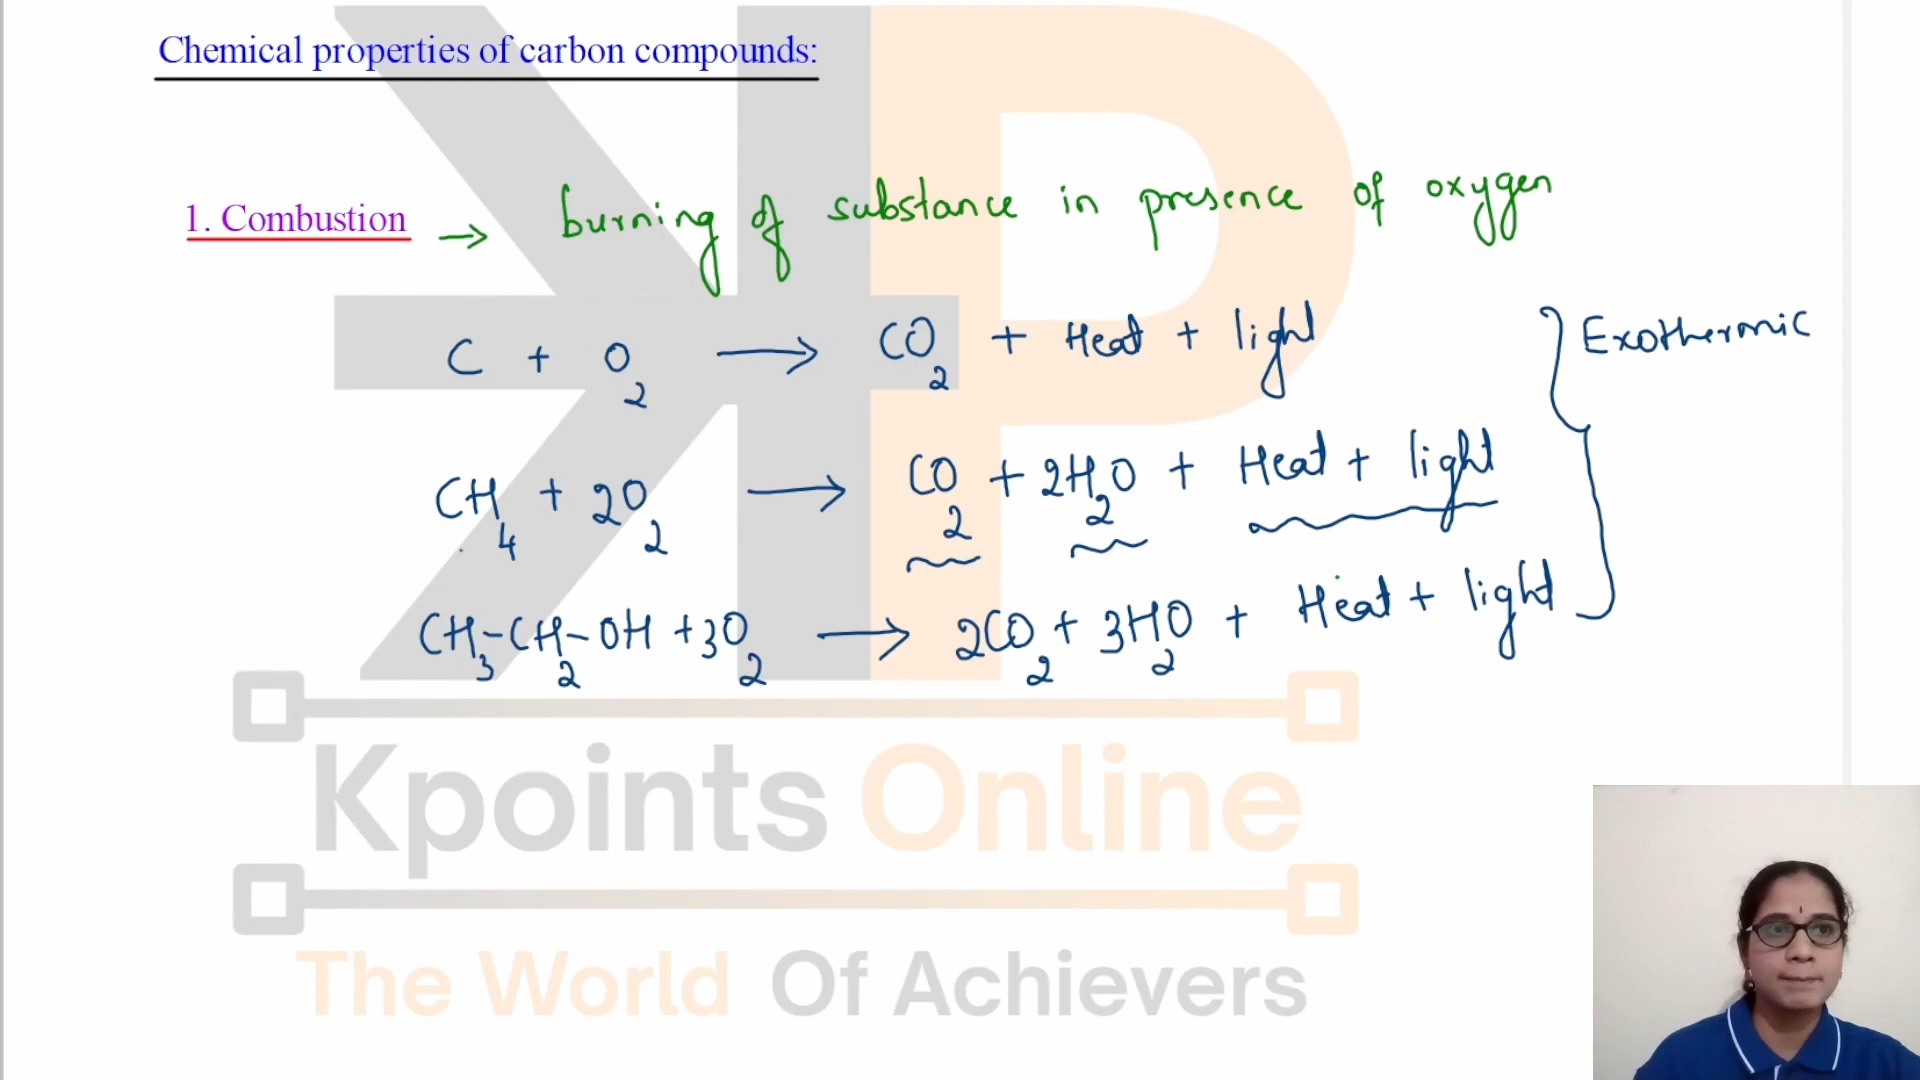 Chemical properties of carbon compounds:
1. Combustion → burning of substance in presence of oxygen
C + O₂ → CO₂ + Heat + light } Exothermic
CH₄ + 2O₂ → CO₂ + 2H₂O + Heat + light
CH₃-CH₂-OH + 3O₂ → 2CO₂ + 3H₂O + Heat + light
KP
Kpoints Online
The World Of Achievers